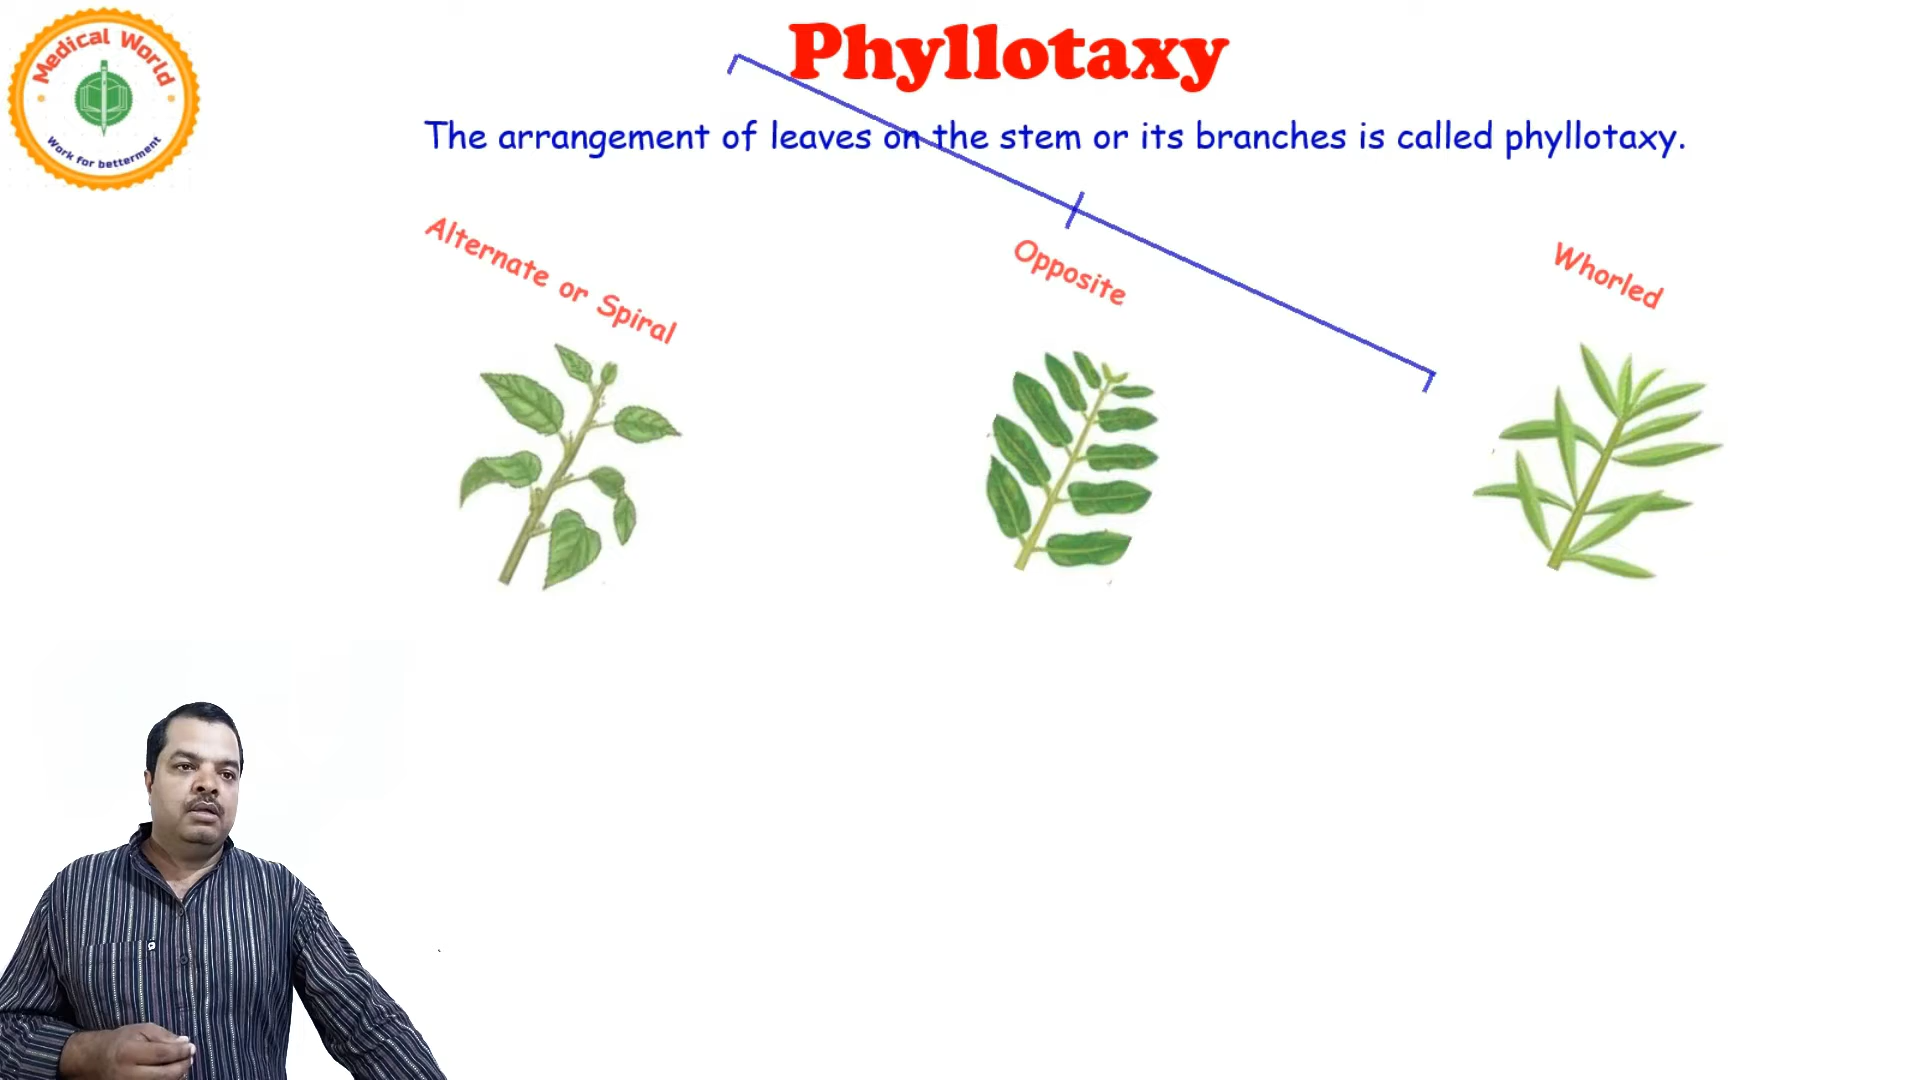 Medical World
Work for betterment
Phyllotaxy
The arrangement of leaves on the stem or its branches is called phyllotaxy.
Alternate or Spiral
Opposite
Whorled